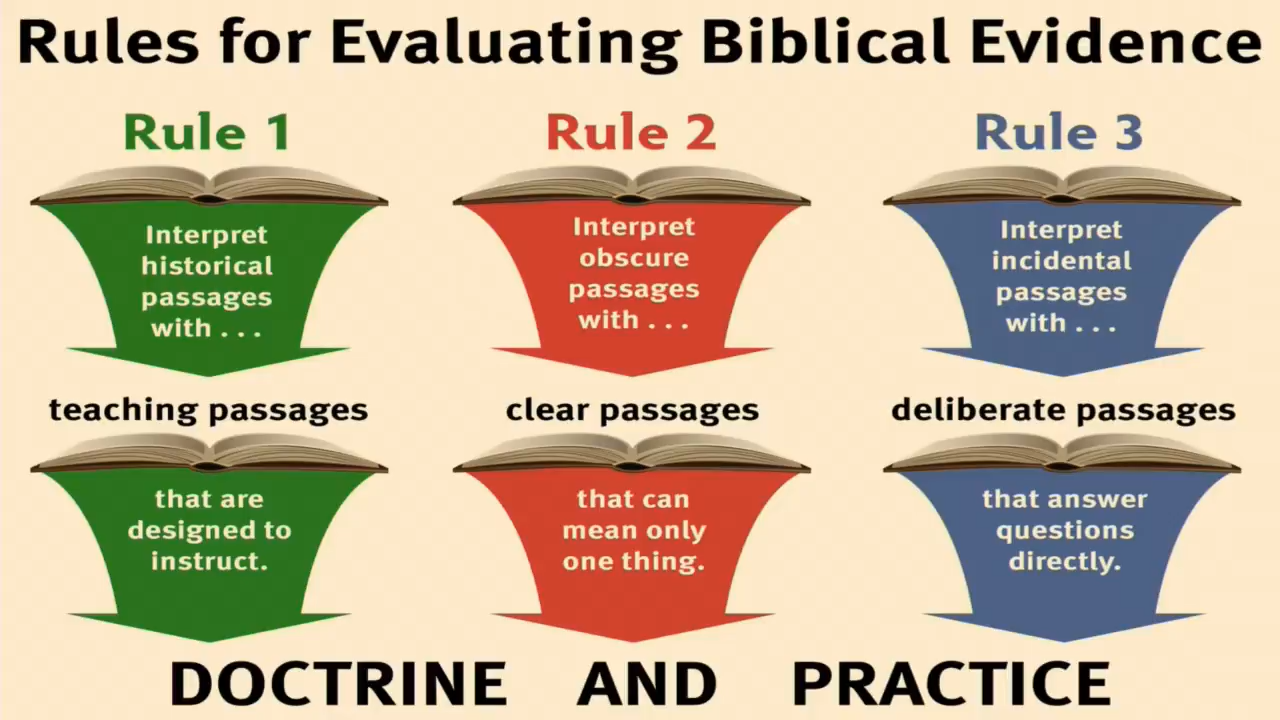 Rules for Evaluating Biblical Evidence
Rule 1
Interpret
historical
passages
with . . .
teaching passages
that are
designed to
instruct.
Rule 2
Interpret
obscure
passages
with . . .
clear passages
that can
mean only
one thing.
Rule 3
Interpret
incidental
passages
with . . .
deliberate passages
that answer
questions
directly.
DOCTRINE AND PRACTICE